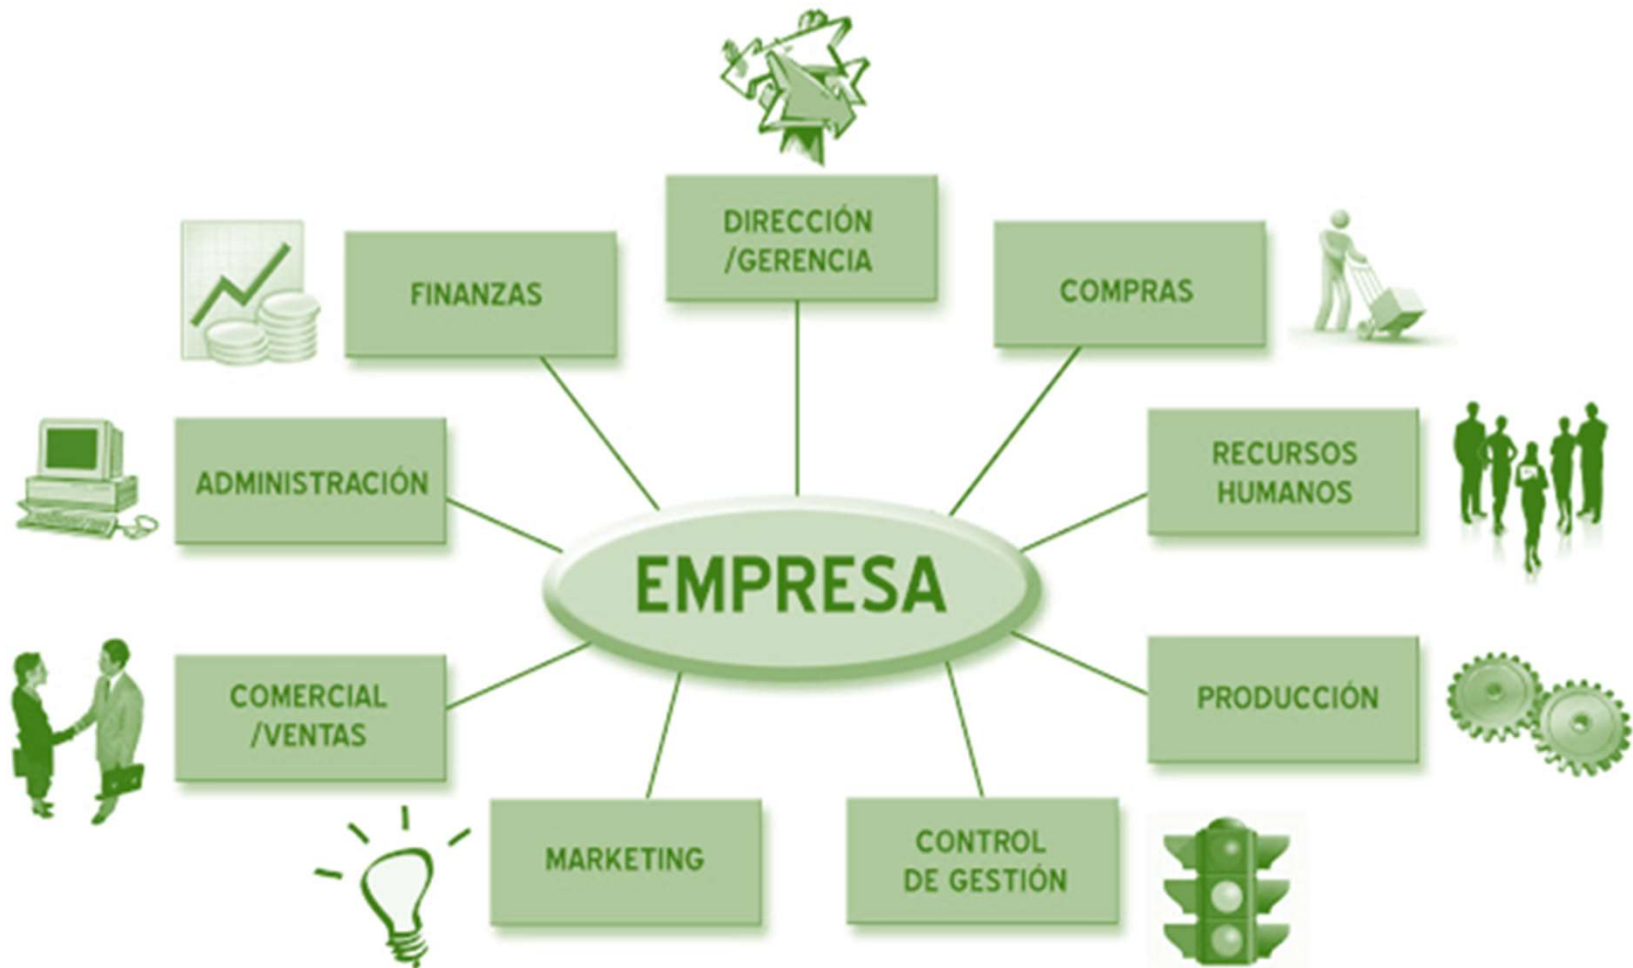 DIRECCIÓN
/GERENCIA
FINANZAS
COMPRAS
ADMINISTRACIÓN
RECURSOS
HUMANOS
EMPRESA
COMERCIAL
/VENTAS
PRODUCCIÓN
MARKETING
CONTROL
DE GESTIÓN